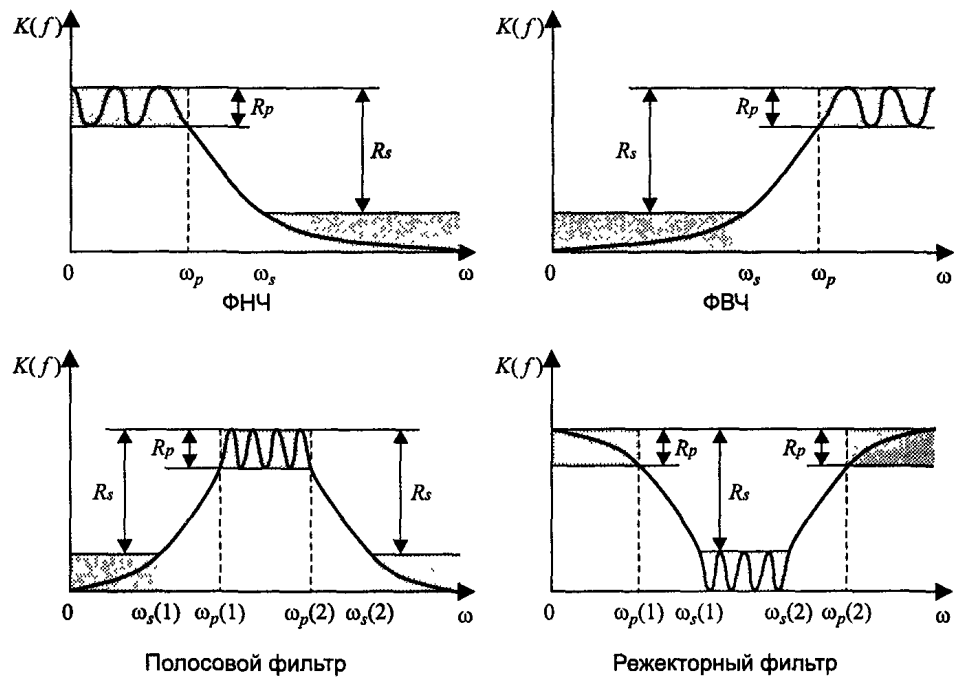 K(f)
Rp
Rs
0 ωp ωs ω
ФНЧ
K(f)
Rp
Rs
0 ωs ωp ω
ФВЧ
K(f)
Rp
Rs
Rs
0 ωs(1) ωp(1) ωp(2) ωs(2) ω
Полосовой фильтр
K(f)
Rp
Rp
Rs
0 ωp(1) ωs(1) ωs(2) ωp(2) ω
Режекторный фильтр